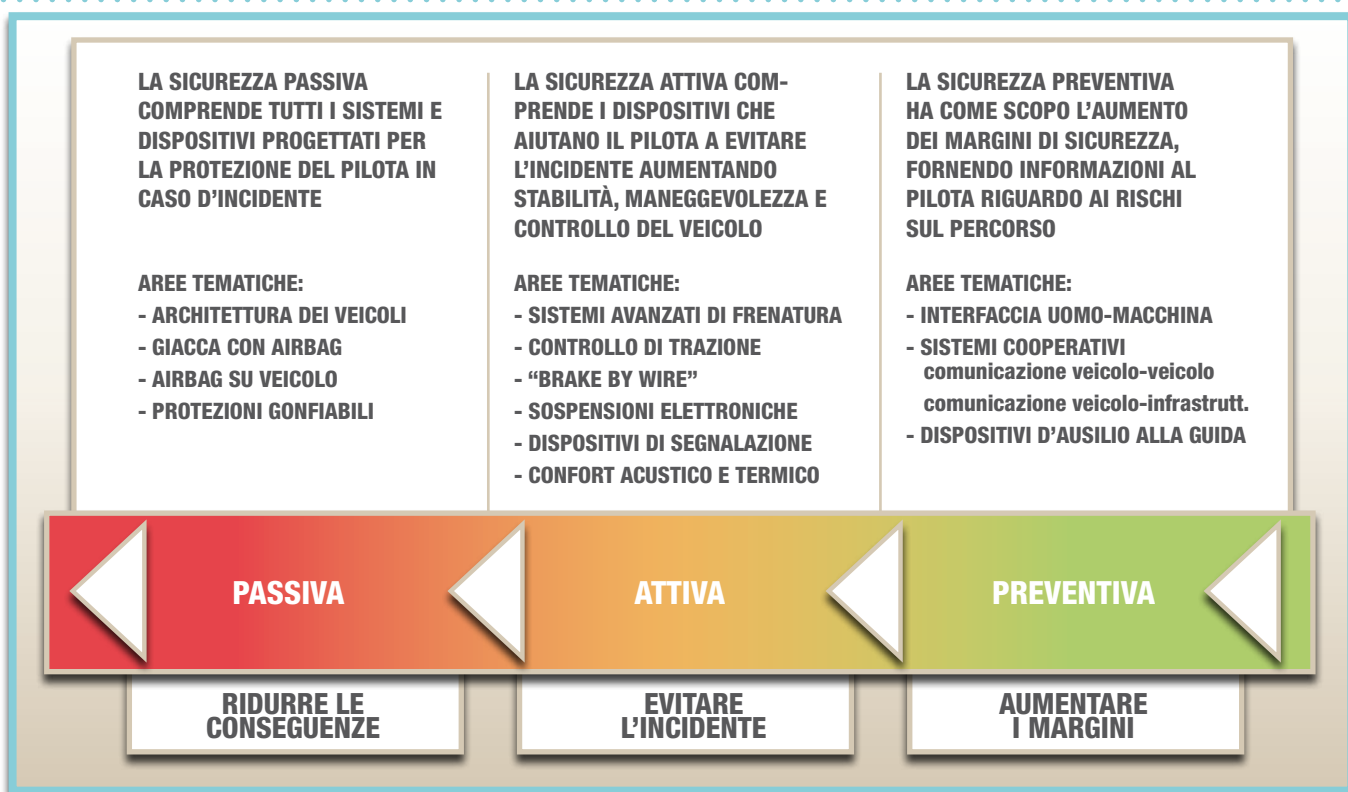 LA SICUREZZA PASSIVA
COMPRENDE TUTTI I SISTEMI E
DISPOSITIVI PROGETTATI PER
LA PROTEZIONE DEL PILOTA IN
CASO D'INCIDENTE
AREE TEMATICHE:
- ARCHITETTURA DEI VEICOLI
- GIACCA CON AIRBAG
- AIRBAG SU VEICOLO
- PROTEZIONI GONFIABILI
LA SICUREZZA ATTIVA COM-
PRENDE I DISPOSITIVI CHE
AIUTANO IL PILOTA A EVITARE
L'INCIDENTE AUMENTANDO
STABILITÀ, MANEGGEVOLEZZA E
CONTROLLO DEL VEICOLO
AREE TEMATICHE:
- SISTEMI AVANZATI DI FRENATURA
- CONTROLLO DI TRAZIONE
- “BRAKE BY WIRE”
- SOSPENSIONI ELETTRONICHE
- DISPOSITIVI DI SEGNALAZIONE
- CONFORT ACUSTICO E TERMICO
LA SICUREZZA PREVENTIVA
HA COME SCOPO L'AUMENTO
DEI MARGINI DI SICUREZZA,
FORNENDO INFORMAZIONI AL
PILOTA RIGUARDO AI RISCHI
SUL PERCORSO
AREE TEMATICHE:
- INTERFACCIA UOMO-MACCHINA
- SISTEMI COOPERATIVI
comunicazione veicolo-veicolo
comunicazione veicolo-infrastrutt.
- DISPOSITIVI D'AUSILIO ALLA GUIDA
PASSIVA
ATTIVA
PREVENTIVA
RIDURRE LE
CONSEGUENZE
EVITARE
L'INCIDENTE
AUMENTARE
I MARGINI